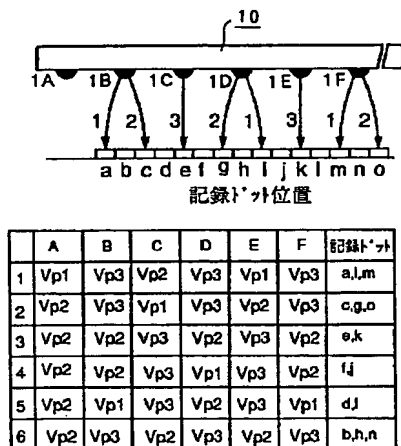 10
1A 1B 1C 1D 1E 1F
1 2 3 2 1 3 1 2
a b c d e f g h i j k l m n o
記録ﾄﾞｯﾄ位置
A B C D E F 記録ﾄﾞｯﾄ
1 Vp1 Vp3 Vp2 Vp3 Vp1 Vp3 a,i,m
2 Vp2 Vp3 Vp1 Vp3 Vp2 Vp3 c,g,o
3 Vp2 Vp2 Vp3 Vp2 Vp3 Vp2 e,k
4 Vp2 Vp2 Vp3 Vp1 Vp3 Vp2 f,j
5 Vp2 Vp1 Vp3 Vp2 Vp3 Vp1 d,l
6 Vp2 Vp3 Vp2 Vp3 Vp2 Vp3 b,h,n